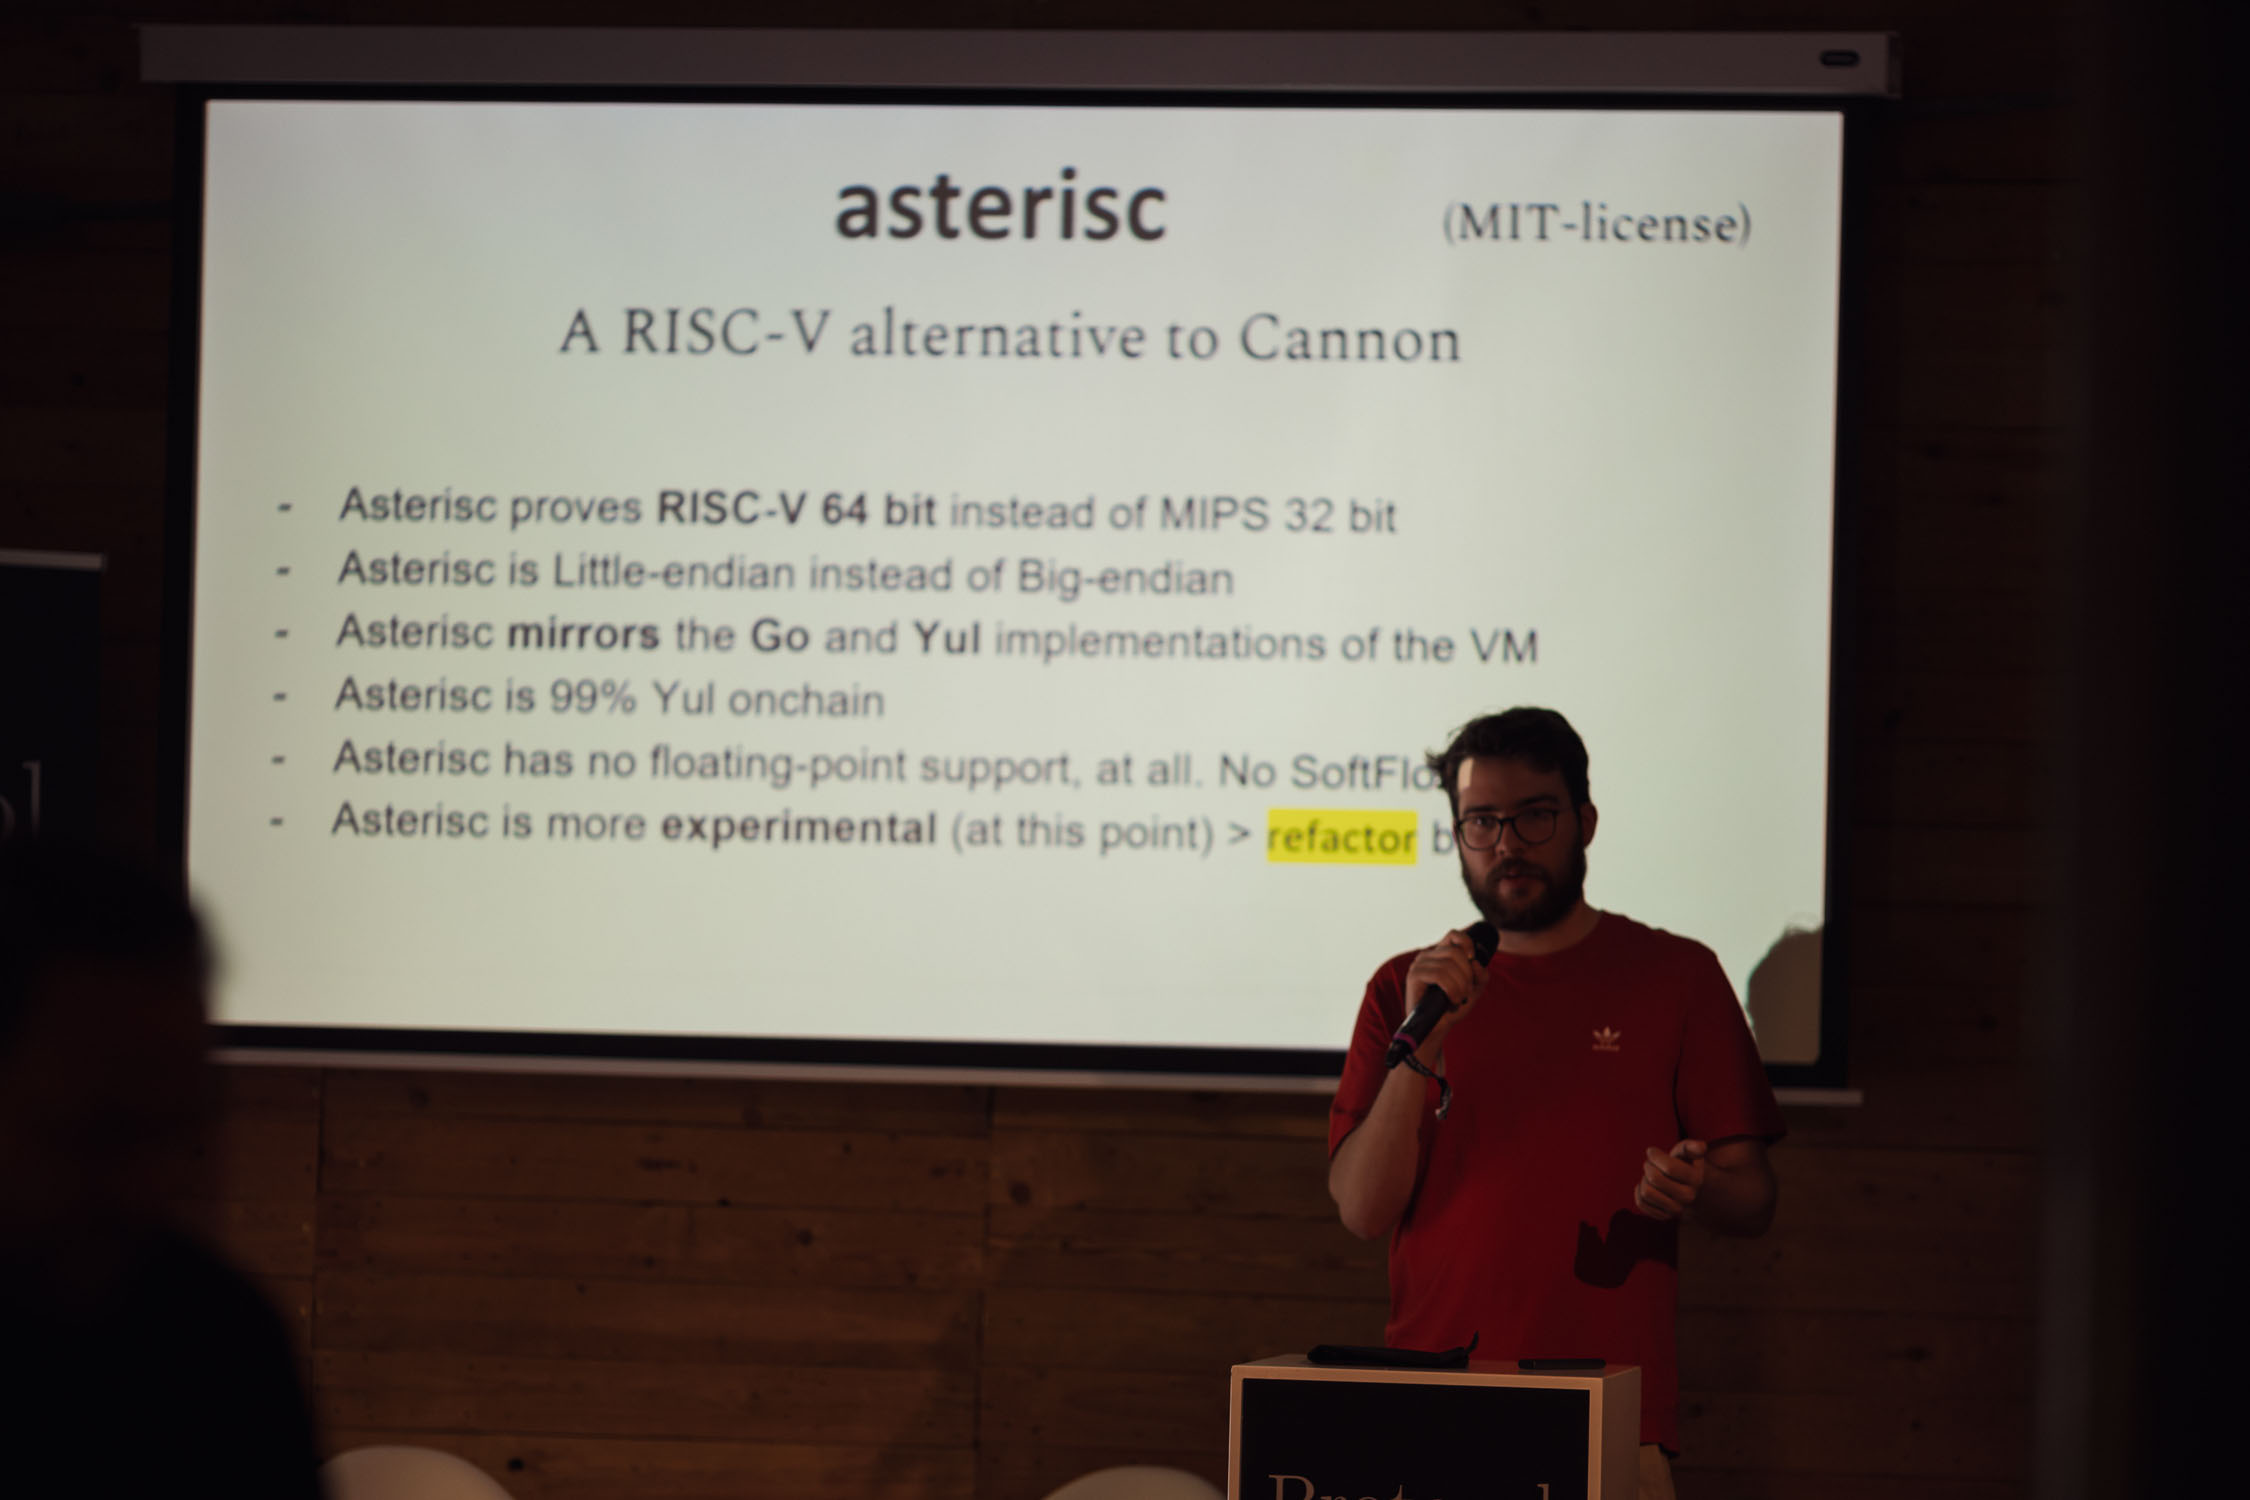 asterisc
(MIT-license)
A RISC-V alternative to Cannon
- Asterisc proves RISC-V 64 bit instead of MIPS 32 bit
- Asterisc is Little-endian instead of Big-endian
- Asterisc mirrors the Go and Yul implementations of the VM
- Asterisc is 99% Yul onchain
- Asterisc has no floating-point support, at all. No
- Asterisc is more experimental (at this point) > refactor